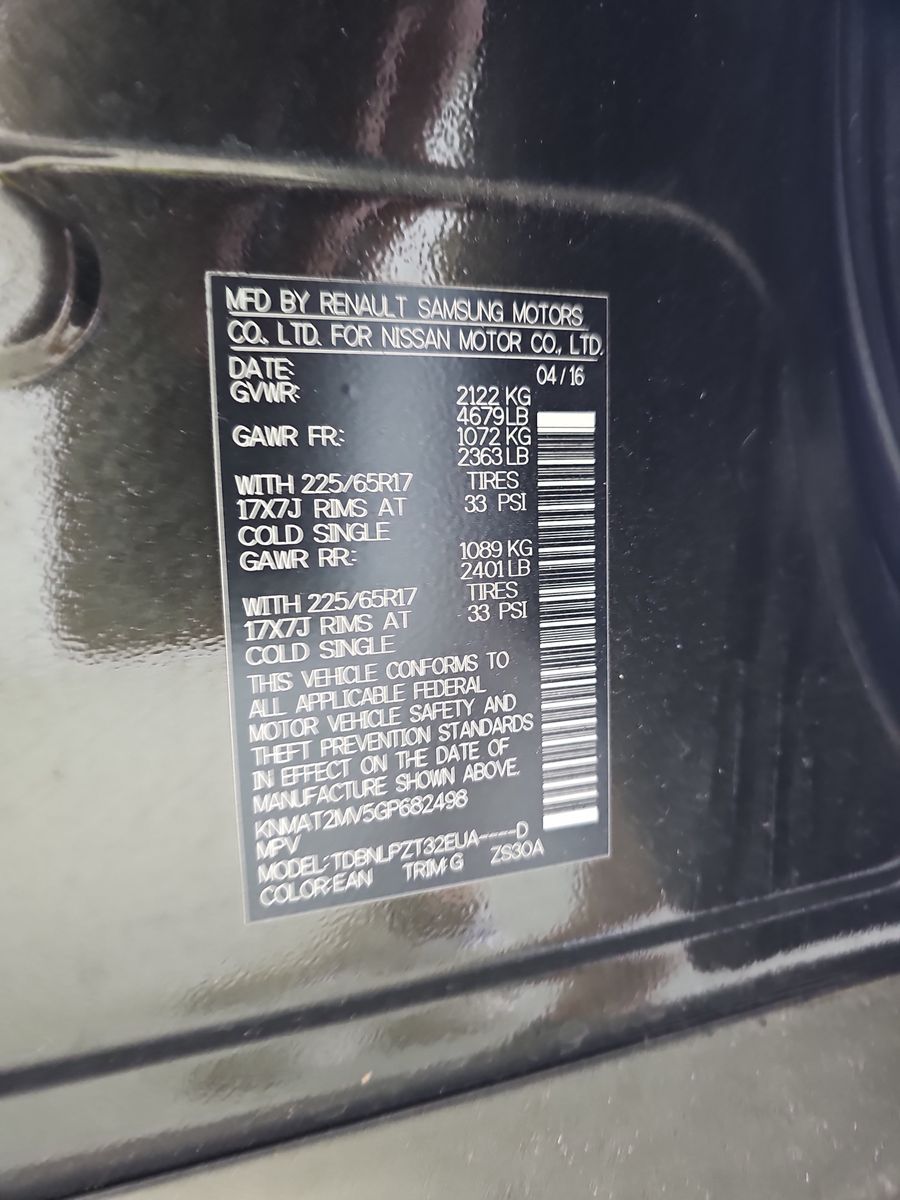 MFD BY RENAULT SAMSUNG MOTORS
CO., LTD. FOR NISSAN MOTOR CO., LTD.
DATE: 04/16
GVWR: 2122 KG
4679 LB
GAWR FR: 1072 KG
2363 LB
WITH 225/65R17 TIRES
17X7J RIMS AT 33 PSI
COLD SINGLE
GAWR RR: 1089 KG
2401 LB
WITH 225/65R17 TIRES
17X7J RIMS AT 33 PSI
COLD SINGLE
THIS VEHICLE CONFORMS TO
ALL APPLICABLE FEDERAL
MOTOR VEHICLE SAFETY AND
THEFT PREVENTION STANDARDS
IN EFFECT ON THE DATE OF
MANUFACTURE SHOWN ABOVE.
KNMAT2MV5GP682498
MPV
MODEL:TDBNLPZT32EUA----D
COLOR:EAN TRIM:G ZS30A